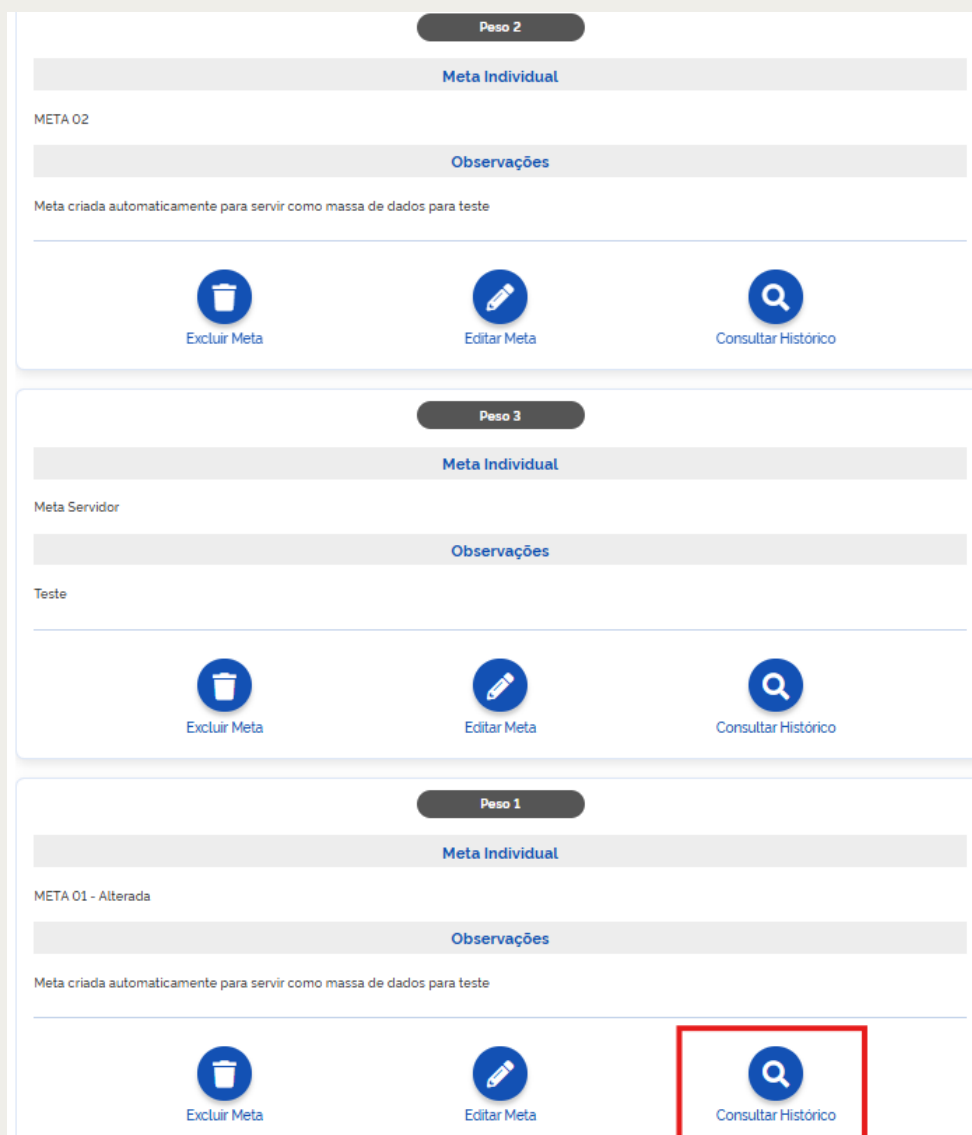 Peso 2
Meta Individual
META 02
Observações
Meta criada automaticamente para servir como massa de dados para teste
Excluir Meta Editar Meta Consultar Histórico
Peso 3
Meta Individual
Meta Servidor
Observações
Teste
Excluir Meta Editar Meta Consultar Histórico
Peso 1
Meta Individual
META 01 - Alterada
Observações
Meta criada automaticamente para servir como massa de dados para teste
Excluir Meta Editar Meta Consultar Histórico